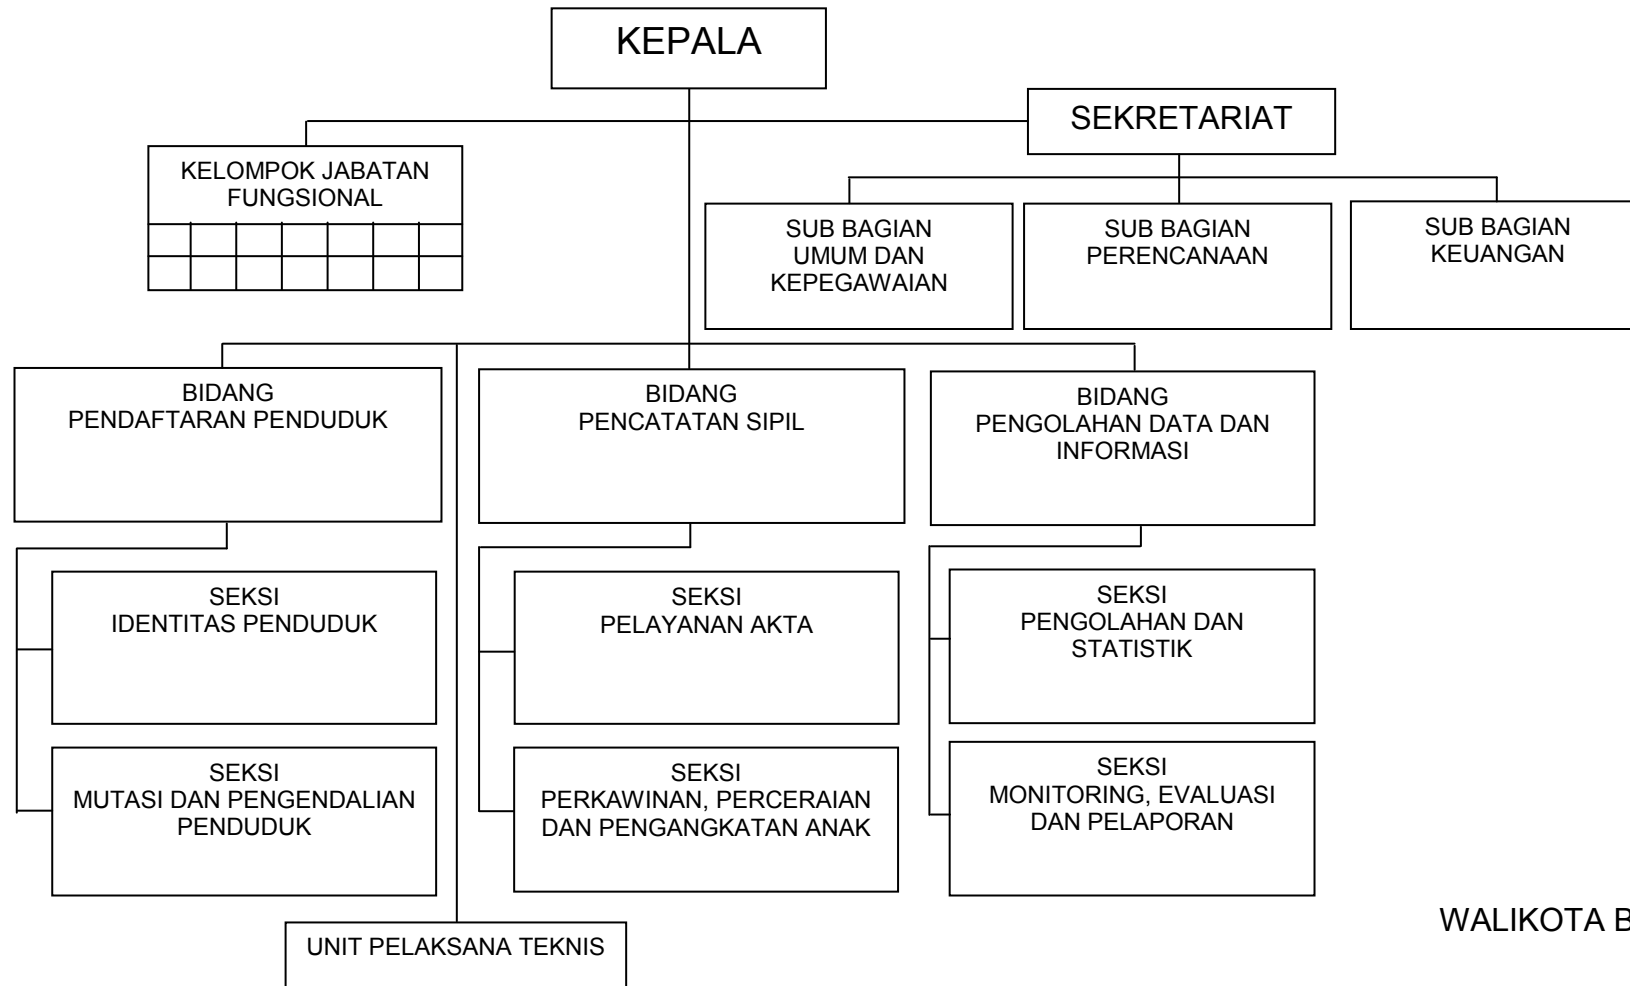 KEPALA
SEKRETARIAT
KELOMPOK JABATAN
FUNGSIONAL
SUB BAGIAN
UMUM DAN
KEPEGAWAIAN
SUB BAGIAN
PERENCANAAN
SUB BAGIAN
KEUANGAN
BIDANG
PENDAFTARAN PENDUDUK
BIDANG
PENCATATAN SIPIL
BIDANG
PENGOLAHAN DATA DAN
INFORMASI
SEKSI
IDENTITAS PENDUDUK
SEKSI
PELAYANAN AKTA
SEKSI
PENGOLAHAN DAN
STATISTIK
SEKSI
MUTASI DAN PENGENDALIAN
PENDUDUK
SEKSI
PERKAWINAN, PERCERAIAN
DAN PENGANGKATAN ANAK
SEKSI
MONITORING, EVALUASI
DAN PELAPORAN
UNIT PELAKSANA TEKNIS
WALIKOTA B